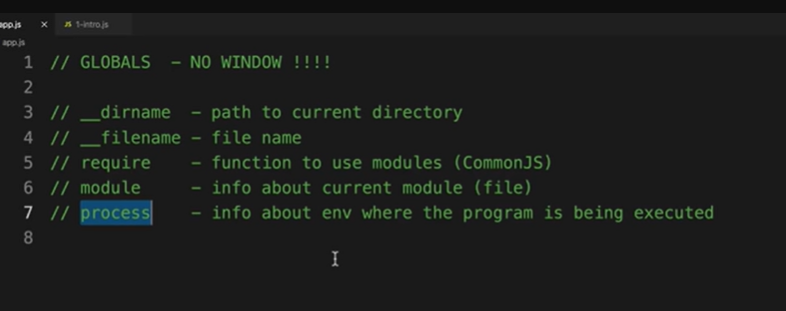 app.js × JS 1-intro.js
app.js
1 // GLOBALS - NO WINDOW !!!!
2
3 // __dirname - path to current directory
4 // __filename - file name
5 // require - function to use modules (CommonJS)
6 // module - info about current module (file)
7 // process - info about env where the program is being executed
8